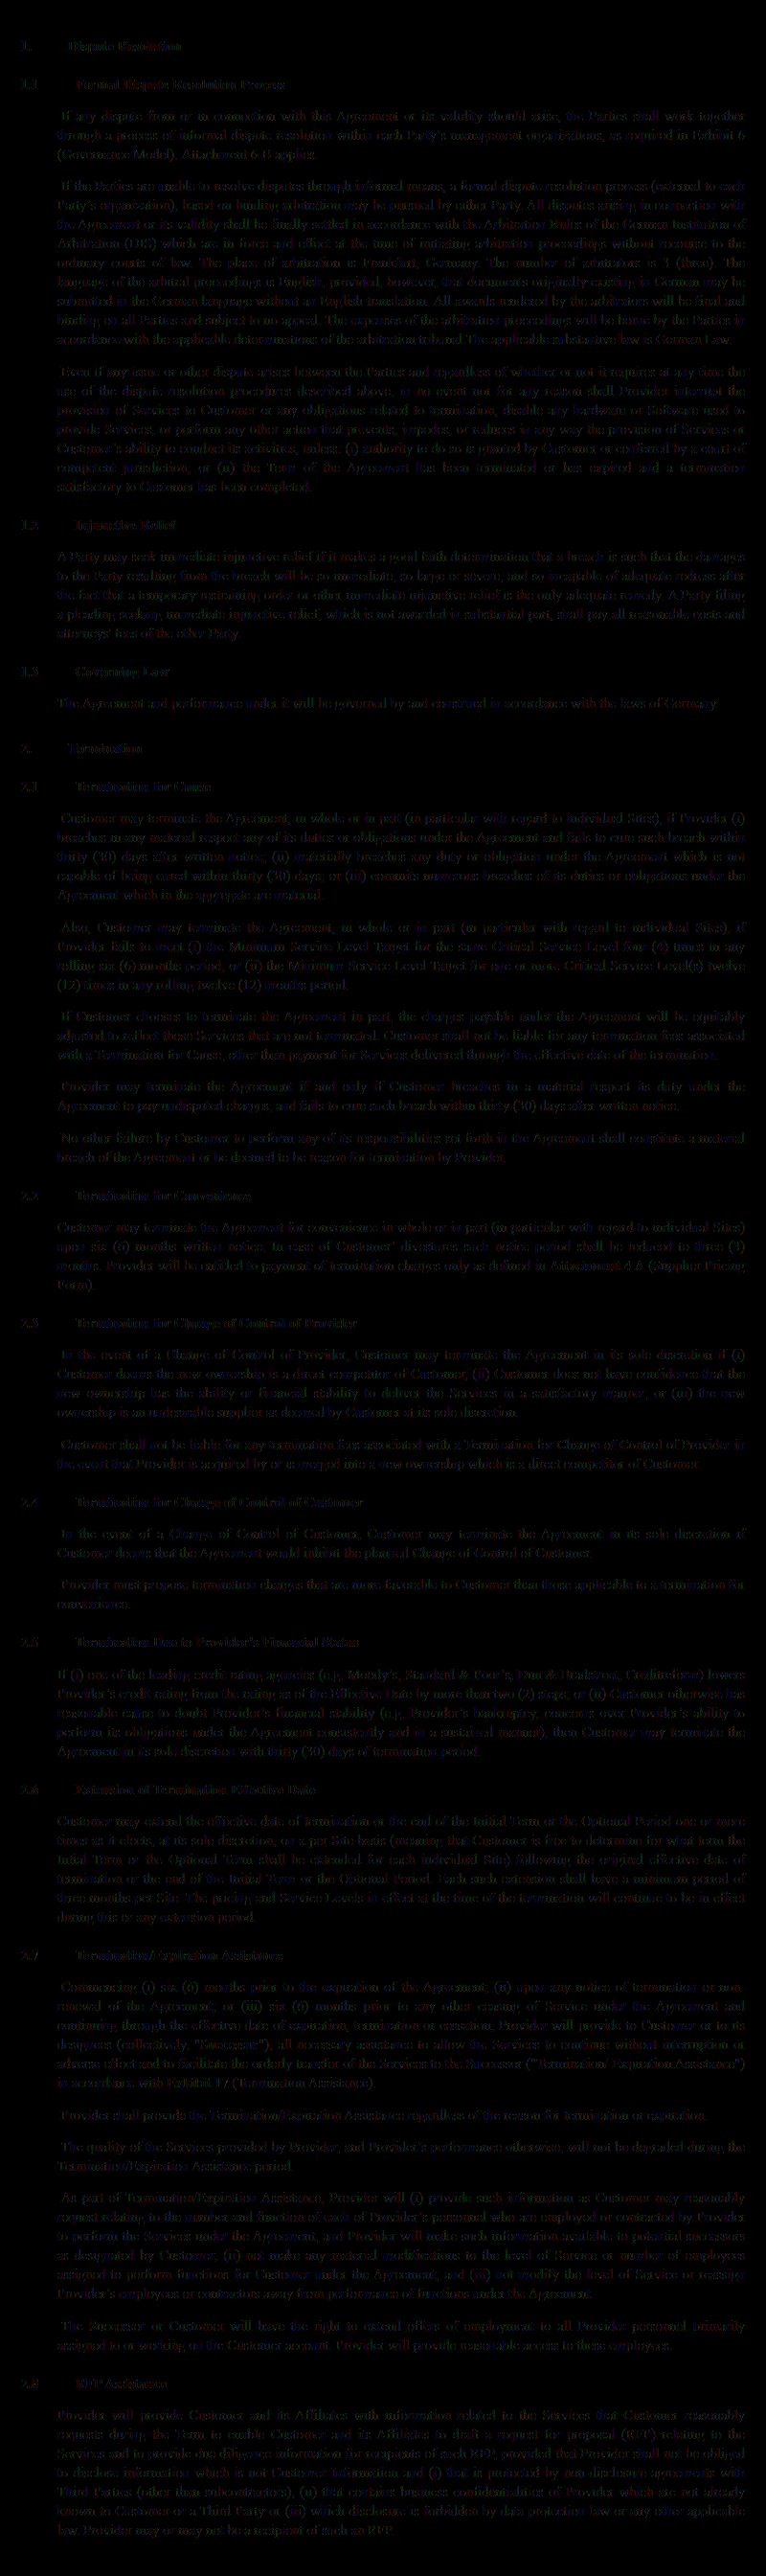 1. Dispute Resolution
1.1 Formal Dispute Resolution Process
If any dispute from or in connection with this Agreement or its validity should arise, the Parties shall work together
through a process of informal dispute resolution within each Party's management organizations, as required in Exhibit 6
(Governance Model). Attachment 6-B applies.
If the Parties are unable to resolve disputes through informal means, a formal dispute resolution process (external to each
Party's organization), based on binding arbitration may be pursued by either Party. All disputes arising in connection with
the Agreement or its validity shall be finally settled in accordance with the Arbitration Rules of the German Institution of
Arbitration (DIS) which are in force and effect at the time of initiating arbitration proceedings without recourse to the
ordinary courts of law. The place of arbitration is Frankfurt, Germany. The number of arbitrators is 3 (three). The
language of the arbitral proceedings is English, provided, however, that documents originally existing in German may be
submitted in the German language without an English translation. All awards rendered by the arbitrators will be final and
binding on all Parties and subject to no appeal. The expenses of the arbitration proceedings will be borne by the Parties in
accordance with the applicable determinations of the arbitration tribunal. The applicable substantive law is German Law.
Even if any issue or other dispute arises between the Parties and regardless of whether or not it requires at any time the
use of the dispute resolution procedures described above, in no event nor for any reason shall Provider interrupt the
provision of Services to Customer or any obligations related to termination, disable any hardware or Software used to
provide Services, or perform any other action that prevents, impedes, or reduces in any way the provision of Services or
Customer's ability to conduct its activities, unless: (i) authority to do so is granted by Customer or conferred by a court of
competent jurisdiction; or (ii) the Term of the Agreement has been terminated or has expired and a termination
satisfactory to Customer has been completed.
1.2 Injunctive Relief
A Party may seek immediate injunctive relief if it makes a good faith determination that a breach is such that the damages
to the Party resulting from the breach will be so immediate, so large or severe, and so incapable of adequate redress after
the fact that a temporary restraining order or other immediate injunctive relief is the only adequate remedy. A Party filing
a pleading seeking immediate injunctive relief, which is not awarded in substantial part, shall pay all reasonable costs and
attorneys' fees of the other Party.
1.3 Governing Law
The Agreement and performance under it will be governed by and construed in accordance with the laws of Germany.
2. Termination
2.1 Termination for Cause
Customer may terminate the Agreement, in whole or in part (in particular with regard to individual Sites), if Provider (i)
breaches in any material respect any of its duties or obligations under the Agreement and fails to cure such breach within
thirty (30) days after written notice; (ii) materially breaches any duty or obligation under the Agreement which is not
capable of being cured within thirty (30) days; or (iii) commits numerous breaches of its duties or obligations under the
Agreement which in the aggregate are material.
Also, Customer may terminate the Agreement, in whole or in part (in particular with regard to individual Sites), if
Provider fails to meet (i) the Minimum Service Level Target for the same Critical Service Level four (4) times in any
rolling six (6) months period, or (ii) the Minimum Service Level Target for one or more Critical Service Level(s) twelve
(12) times in any rolling twelve (12) months period.
If Customer chooses to terminate the Agreement in part, the charges payable under the Agreement will be equitably
adjusted to reflect those Services that are not terminated. Customer shall not be liable for any termination fees associated
with a Termination for Cause, other than payment for Services delivered through the effective date of the termination.
Provider may terminate the Agreement if and only if Customer breaches in a material respect its duty under the
Agreement to pay undisputed charges, and fails to cure such breach within thirty (30) days after written notice.
No other failure by Customer to perform any of its responsibilities set forth in the Agreement shall constitute a material
breach of the Agreement or be deemed to be reason for termination by Provider.
2.2 Termination for Convenience
Customer may terminate the Agreement for convenience in whole or in part (in particular with regard to individual Sites)
upon six (6) months written notice. In case of Customer' divestures such notice period shall be reduced to three (3)
months. Provider will be entitled to payment of termination charges only as defined in Attachment 4-A (Supplier Pricing
Form).
2.3 Termination for Change of Control of Provider
In the event of a Change of Control of Provider, Customer may terminate the Agreement in its sole discretion if (i)
Customer deems the new ownership is a direct competitor of Customer, (ii) Customer does not have confidence that the
new ownership has the ability or financial stability to deliver the Services in a satisfactory manner, or (iii) the new
ownership is an undesirable supplier as deemed by Customer at its sole discretion.
Customer shall not be liable for any termination fees associated with a Termination for Change of Control of Provider in
the event that Provider is acquired by or is merged into a new ownership which is a direct competitor of Customer.
2.4 Termination for Change of Control of Customer
In the event of a Change of Control of Customer, Customer may terminate the Agreement in its sole discretion if
Customer deems that the Agreement would inhibit the planned Change of Control of Customer.
Provider must propose termination charges that are more favorable to Customer than those applicable to a termination for
convenience.
2.5 Termination Due to Provider's Financial Status
If (i) one of the leading credit rating agencies (e.g. Moody's, Standard & Poor's, Dun & Bradstreet, Creditreform) lowers
Provider's credit rating from the rating as of the Effective Date by more than two (2) steps; or (ii) Customer otherwise has
reasonable cause to doubt Provider's financial stability (e.g. Provider's bankruptcy, concerns over Provider's ability to
perform its obligations under the Agreement consistently and in a sustained manner), then Customer may terminate the
Agreement in its sole discretion with thirty (30) days of termination period.
2.6 Extension of Termination Effective Date
Customer may extend the effective date of termination or the end of the Initial Term or the Optional Period one or more
times as it elects, at its sole discretion, on a per Site basis (meaning that Customer is free to determine for what term the
Initial Term or the Optional Term shall be extended for each individual Site) following the original effective date of
termination or the end of the Initial Term or the Optional Period. Each such extension shall have a minimum period of
three months per Site. The pricing and Service Levels in effect at the time of the termination will continue to be in effect
during this or any extension period.
2.7 Termination/Expiration Assistance
Commencing (i) six (6) months prior to the expiration of the Agreement; (ii) upon any notice of termination or non-
renewal of the Agreement; or (iii) six (6) months prior to any other ceasing of Service under the Agreement and
continuing through the effective date of expiration, termination or cessation, Provider will provide to Customer or to its
designees (collectively, "Successor"), all necessary assistance to allow the Services to continue without interruption or
adverse effect and to facilitate the orderly transfer of the Services to the Successor ("Termination/ Expiration Assistance")
in accordance with Exhibit 17 (Termination Assistance).
Provider shall provide the Termination/Expiration Assistance regardless of the reason for termination or expiration.
The quality of the Services provided by Provider, and Provider's performance otherwise, will not be degraded during the
Termination/Expiration Assistance period.
As part of Termination/Expiration Assistance, Provider will (i) provide such information as Customer may reasonably
request relating to the number and function of each of Provider's personnel who are employed or contracted by Provider
to perform the Services under the Agreement, and Provider will make such information available to potential successors
as designated by Customer; (ii) not make any material modifications to the level of Service or number of employees
assigned to perform functions for Customer under the Agreement; and (iii) not modify the level of Service or reassign
Provider's employees or contractors away from performance of functions under the Agreement.
The Successor or Customer will have the right to extend offers of employment to all Provider personnel primarily
assigned to or working on the Customer account. Provider will provide reasonable access to these employees.
2.8 RFP Assistance
Provider will provide Customer and its Affiliates with information related to the Services that Customer reasonably
requests during the Term to enable Customer and its Affiliates to draft a request for proposal (RFP) relating to the
Services and to provide due diligence information for recipients of such RFP, provided that Provider shall not be obliged
to disclose information which is not Customer Information and (i) that is protected by non-disclosure agreements with
Third Parties (other than subcontractors), (ii) that contains business confidentialities of Provider which are not already
known to Customer or a Third Party or (iii) which disclosure is forbidden by data protection law or any other applicable
law. Provider may or may not be a recipient of such an RFP.